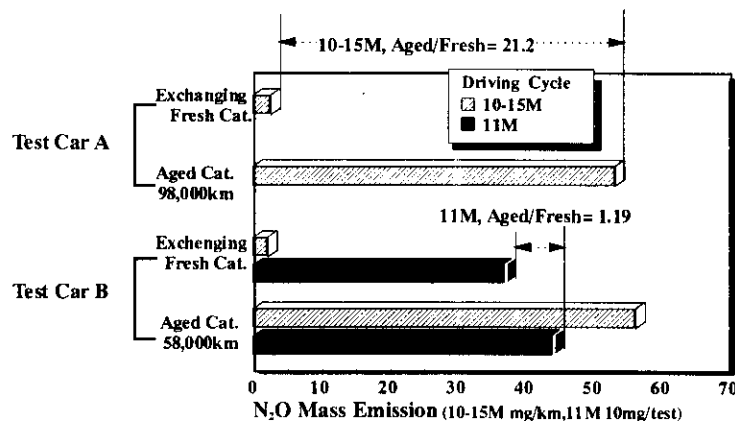 10-15M, Aged/Fresh= 21.2
Driving Cycle
10-15M
11M
Exchanging
Fresh Cat.
Test Car A
Aged Cat.
98,000km
11M, Aged/Fresh= 1.19
Exchenging
Fresh Cat.
Test Car B
Aged Cat.
58,000km
0 10 20 30 40 50 60 70
N₂O Mass Emission (10-15M mg/km,11M 10mg/test)